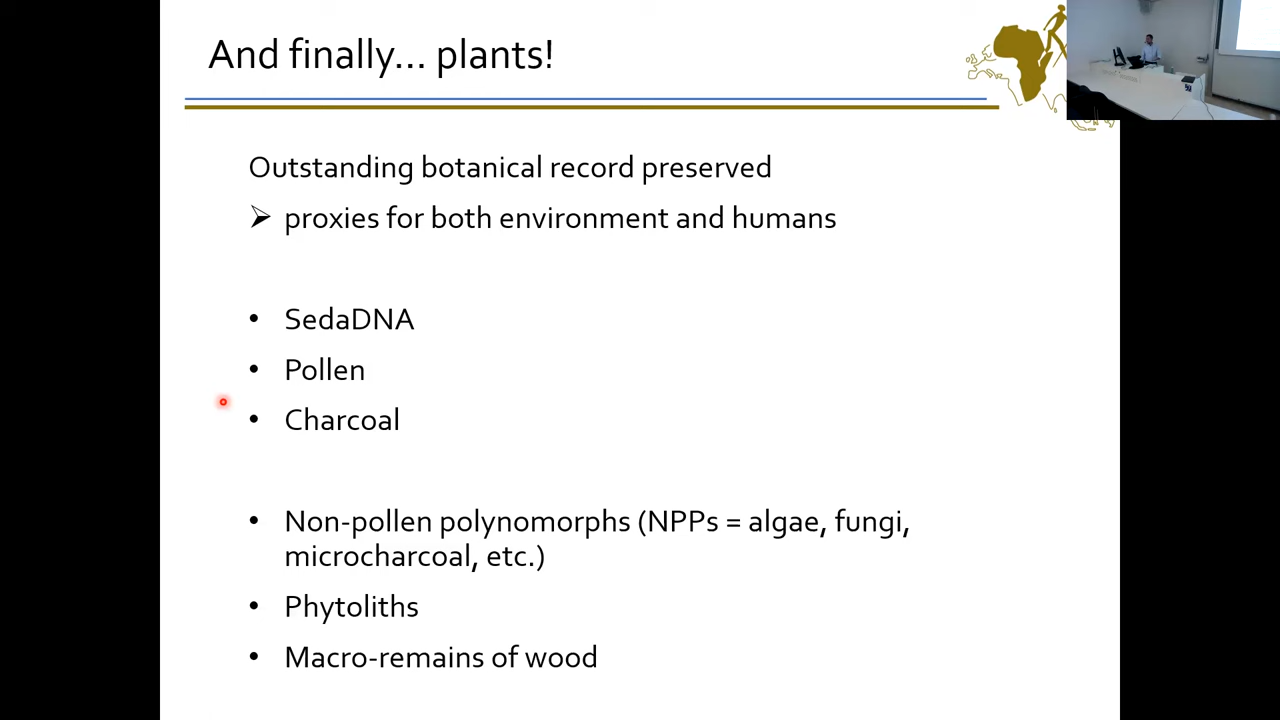 And finally... plants!
Outstanding botanical record preserved
➢ proxies for both environment and humans
• SedaDNA
• Pollen
• Charcoal
• Non-pollen polynomorphs (NPPs = algae, fungi,
microcharcoal, etc.)
• Phytoliths
• Macro-remains of wood